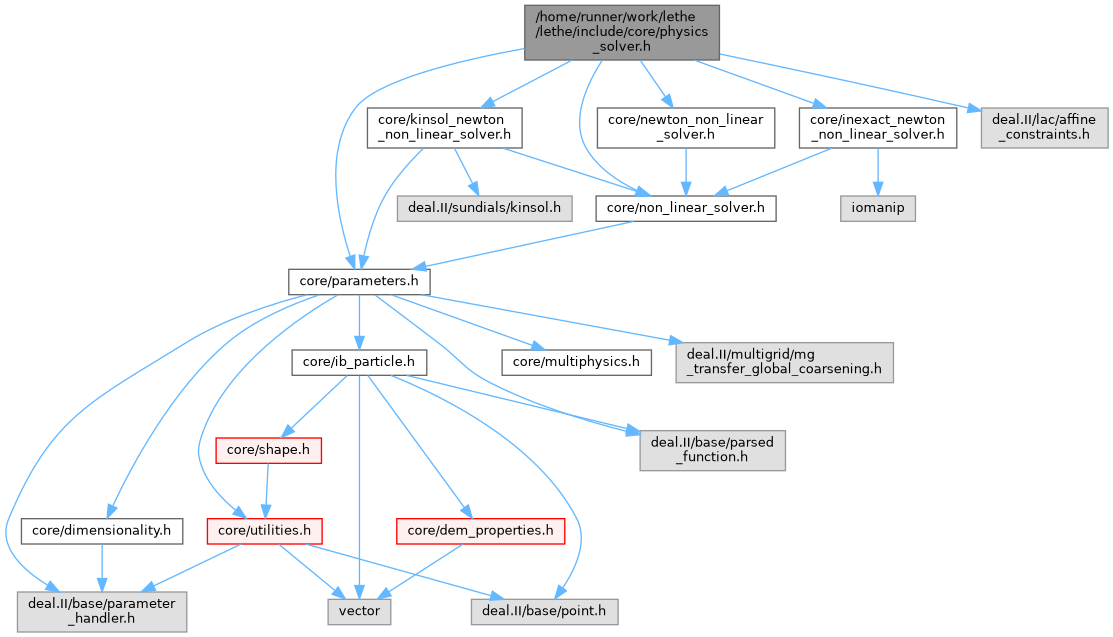 /home/runner/work/lethe
/lethe/include/core/physics
_solver.h
core/kinsol_newton
_non_linear_solver.h
core/newton_non_linear
_solver.h
core/inexact_newton
_non_linear_solver.h
deal.II/lac/affine
_constraints.h
deal.II/sundials/kinsol.h
core/non_linear_solver.h
iomanip
core/parameters.h
core/ib_particle.h
core/multiphysics.h
deal.II/multigrid/mg
_transfer_global_coarsening.h
core/shape.h
deal.II/base/parsed
_function.h
core/dimensionality.h
core/utilities.h
core/dem_properties.h
deal.II/base/parameter
_handler.h
vector
deal.II/base/point.h